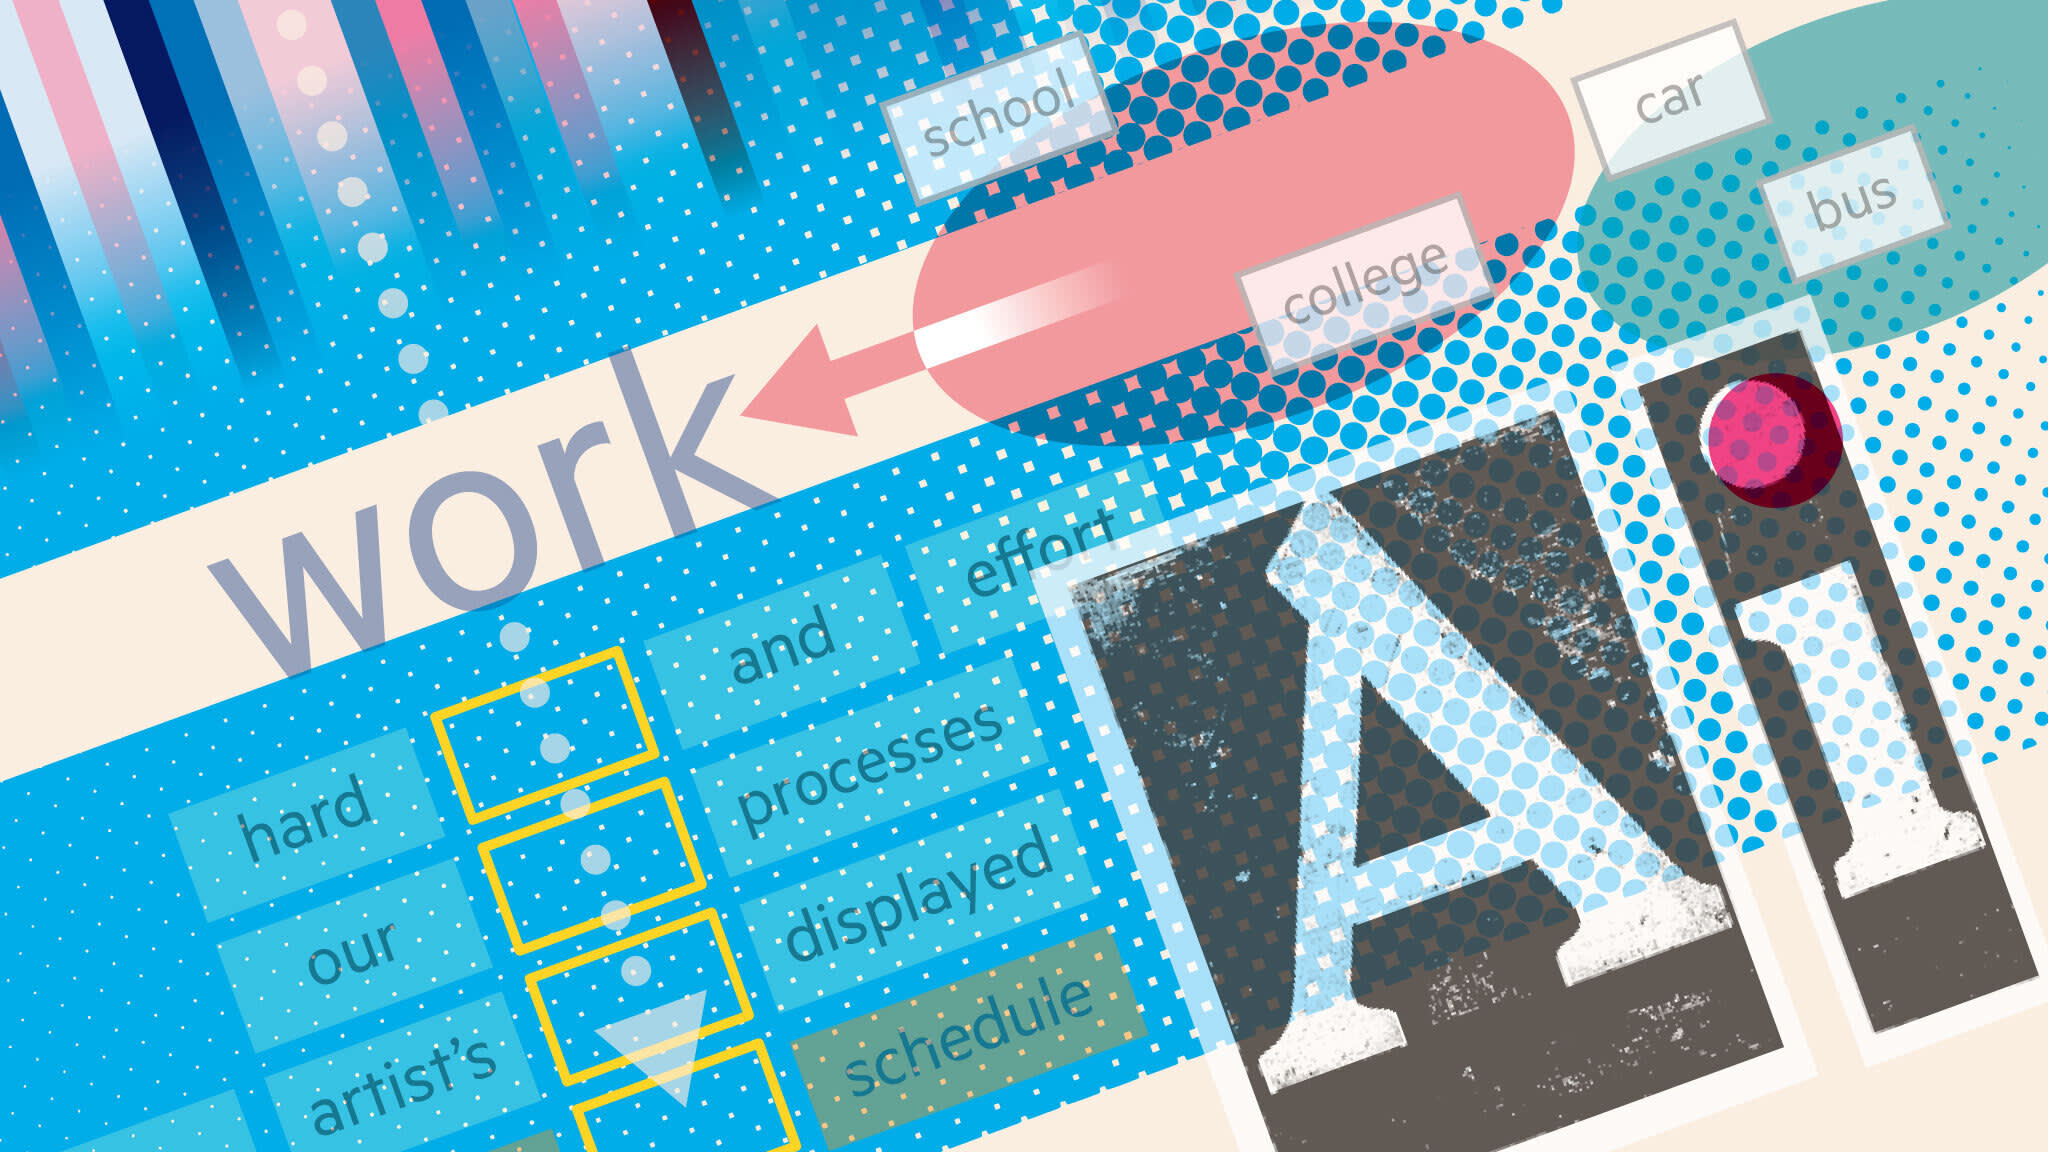 school
car
bus
college
work
effort
and
hard
processes
our
displayed
artist's
schedule
Ai